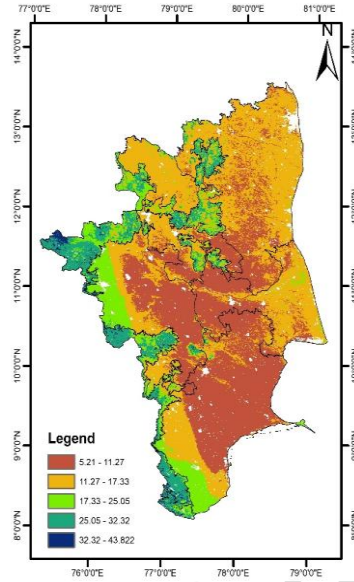 77°0'0"E 78°0'0"E 79°0'0"E 80°0'0"E 81°0'0"E
N
14°0'0"N
13°0'0"N
12°0'0"N
11°0'0"N
10°0'0"N
9°0'0"N
8°0'0"N
Legend
5.21 - 11.27
11.27 - 17.33
17.33 - 25.05
25.05 - 32.32
32.32 - 43.822
76°0'0"E 77°0'0"E 78°0'0"E 79°0'0"E